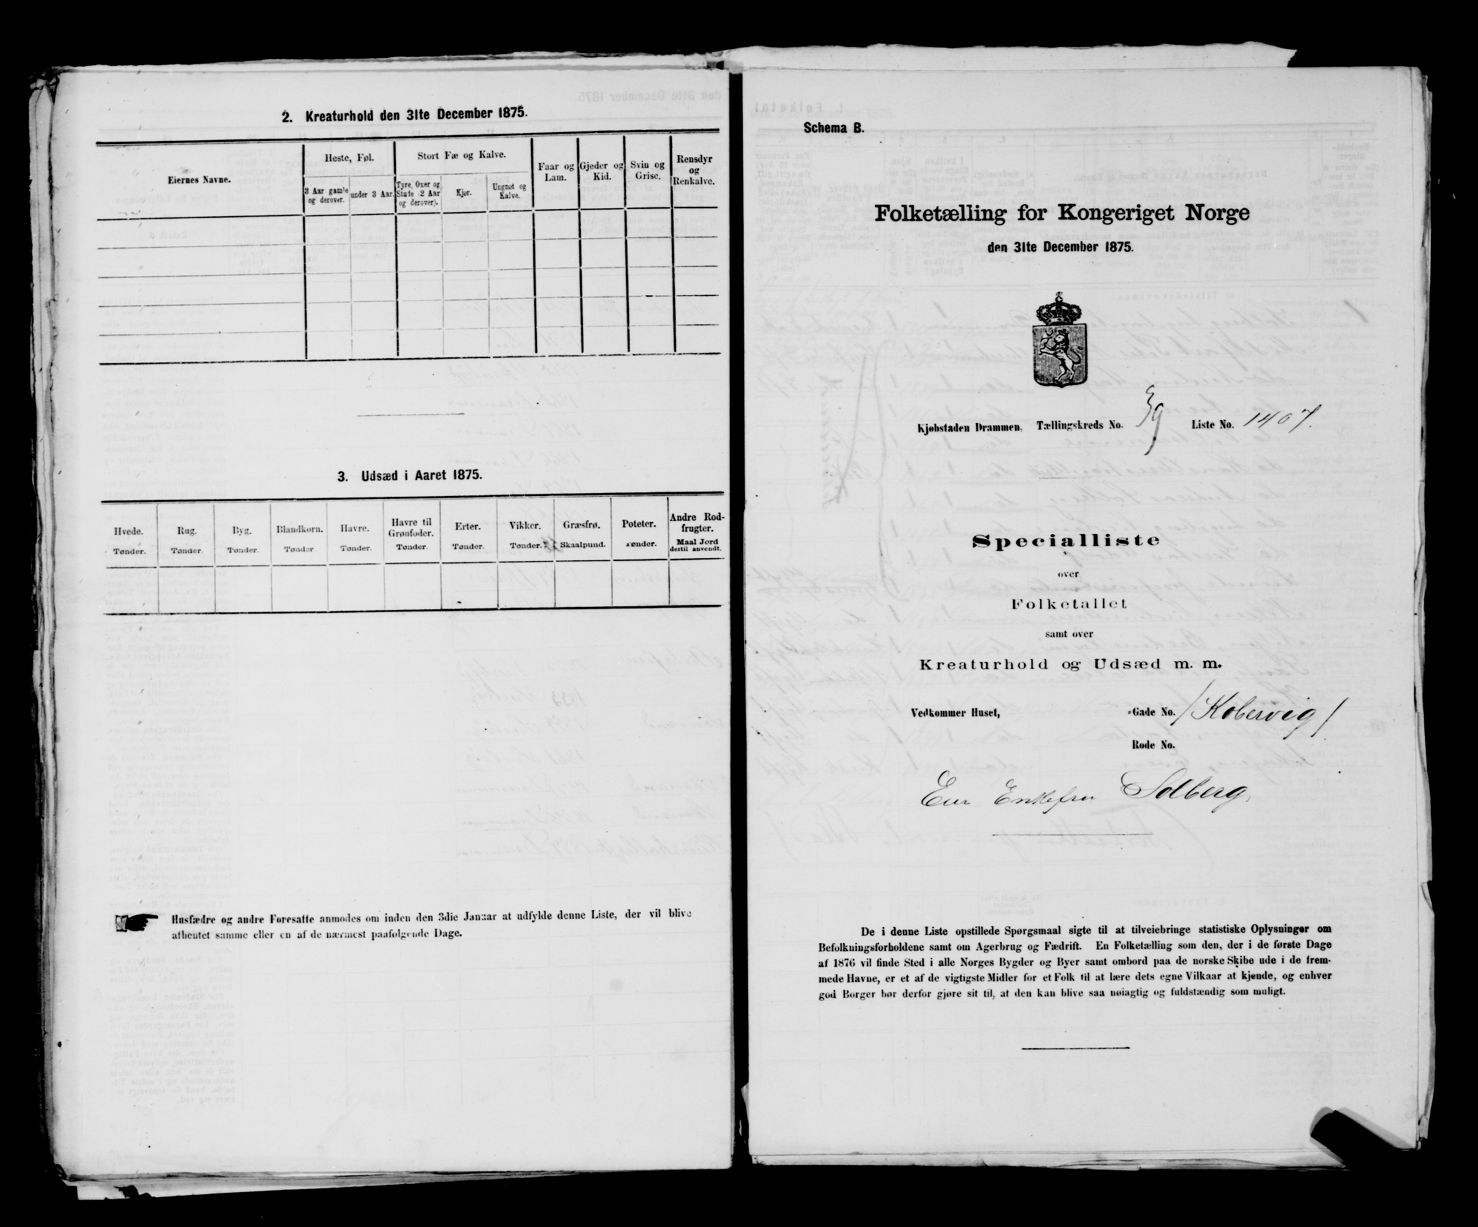 2. Kreaturhold den 31te December 1875.
Eiernes Navne.
Heste, Føl.
Stort Fæ og Kalve.
Faar og Lam.
Gjeder og Kid.
Svin og Grise.
Rensdyr og Renkalve.
3 Aar gamle og derover.
under 3 Aar.
Tyre, Oxer og Stude 2 Aar og derover).
Kjør.
Ungnød og Kalve.
3. Udsæd i Aaret 1875.
Hvede. Tønder.
Rug. Tønder.
Byg. Tønder.
Blandkorn. Tønder
Havre. Tønder.
Havre til Grønfoder. Tønder.
Erter. Tønder.
Vikker. Tønder.
Græsfrø. Skaalpund.
Poteter. Tønder.
Andre Rodfrugter. Maal Jord dertil anvendt.
Husfædre og andre Foresatte anmodes om inden den 3die Januar at udfylde denne Liste, der vil blive
afhentet samme eller en af de nærmest paafølgende Dage.
Schema B.
Folketælling for Kongeriget Norge
den 31te December 1875.
Kjøbstaden Drammen. Tællingskreds No. 39 Liste No. 1407.
Specialliste
over
Folketallet
samt over
Kreaturhold og Udsæd m. m.
Vedkommer Huset, -Gade No. /Kobervig/
Rode No.
Eier Enkefru Solberg.
De i denne Liste opstillede Spørgsmaal sigte til at tilveiebringe statistiske Oplysninger om
Befolkningsforholdene samt om Agerbrug og Fædrift. En Folketælling som den, der i de første Dage
af 1876 vil finde Sted i alle Norges Bygder og Byer samt ombord paa de norske Skibe ude i de frem-
mede Havne, er et af de vigtigste Midler for et Folk til at lære dets egne Vilkaar at kjende, og enhver
god Borger bør derfor gjøre sit til, at den kan blive saa nøiagtig og fuldstændig som muligt.